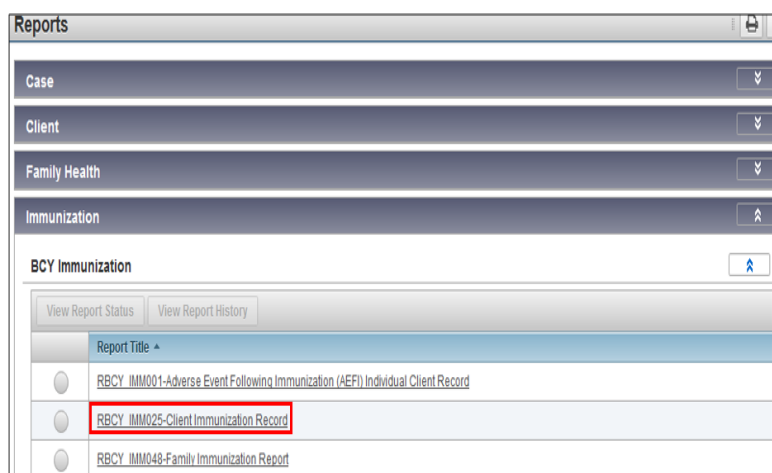 Reports
Case
Client
Family Health
Immunization
BCY Immunization
View Report Status View Report History
Report Title
RBCY_IMM001-Adverse Event Following Immunization (AEFI) Individual Client Record
RBCY_IMM025-Client Immunization Record
RBCY_IMM048-Family Immunization Report